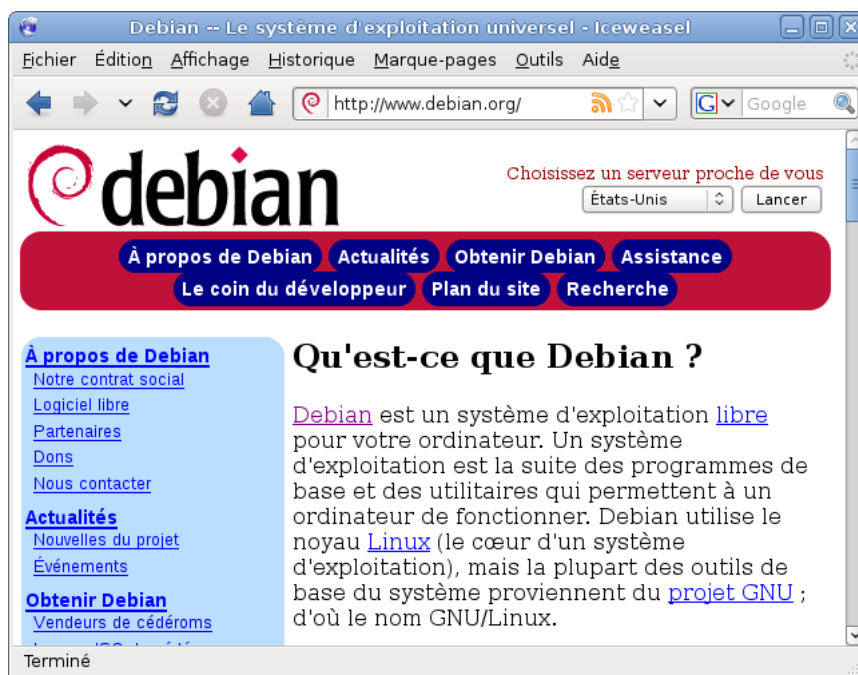 Debian -- Le système d'exploitation universel - Iceweasel
Fichier Édition Affichage Historique Marque-pages Outils Aide
http://www.debian.org/ G Google
debian
Choisissez un serveur proche de vous
États-Unis Lancer
À propos de Debian Actualités Obtenir Debian Assistance
Le coin du développeur Plan du site Recherche
À propos de Debian
Notre contrat social
Logiciel libre
Partenaires
Dons
Nous contacter
Actualités
Nouvelles du projet
Événements
Obtenir Debian
Vendeurs de cédéroms
Qu'est-ce que Debian ?
Debian est un système d'exploitation libre
pour votre ordinateur. Un système
d'exploitation est la suite des programmes de
base et des utilitaires qui permettent à un
ordinateur de fonctionner. Debian utilise le
noyau Linux (le cœur d'un système
d'exploitation), mais la plupart des outils de
base du système proviennent du projet GNU ;
d'où le nom GNU/Linux.
Terminé